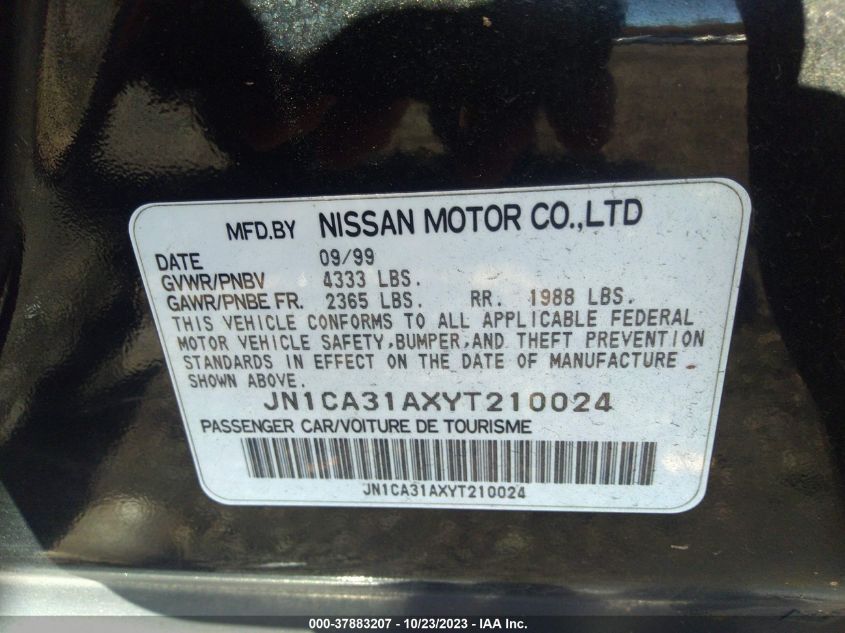 MFD.BY NISSAN MOTOR CO.,LTD
DATE 09/99
GVWR/PNBV 4333 LBS.
GAWR/PNBE FR. 2365 LBS. RR. 1988 LBS.
THIS VEHICLE CONFORMS TO ALL APPLICABLE FEDERAL
MOTOR VEHICLE SAFETY,BUMPER,AND THEFT PREVENTION
STANDARDS IN EFFECT ON THE DATE OF MANUFACTURE
SHOWN ABOVE.
JN1CA31AXYT210024
PASSENGER CAR/VOITURE DE TOURISME
JN1CA31AXYT210024
000-37883207 - 10/23/2023 - IAA Inc.